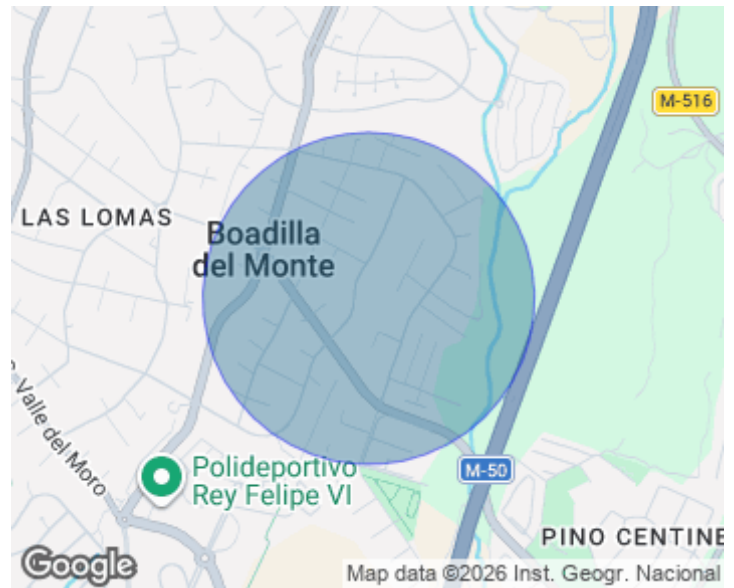 M-516
LAS LOMAS
Boadilla
del Monte
Valle del Moro
Polideportivo
Rey Felipe VI
M-50
PINO CENTINE
Google
Map data ©2026 Inst. Geogr. Nacional